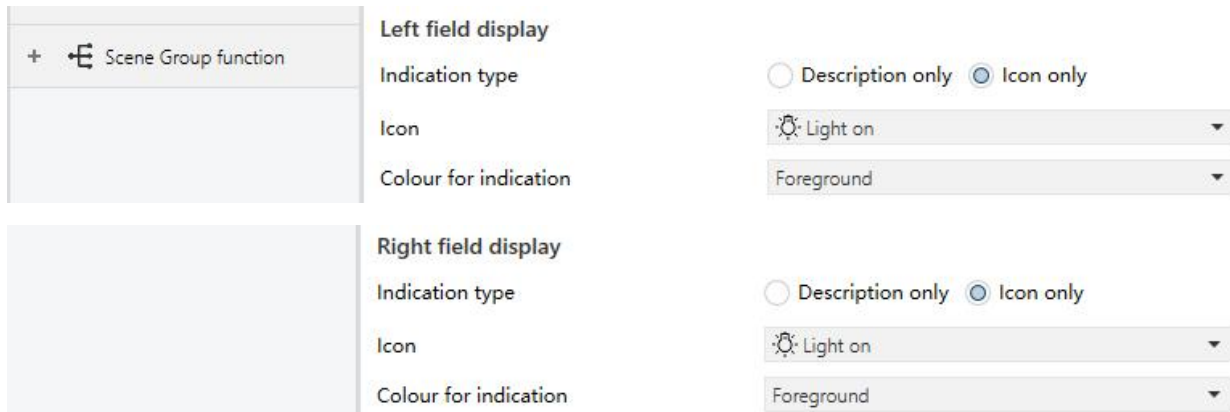 Left field display
+ Scene Group function
Indication type Description only Icon only
Icon Light on
Colour for indication Foreground
Right field display
Indication type Description only Icon only
Icon Light on
Colour for indication Foreground